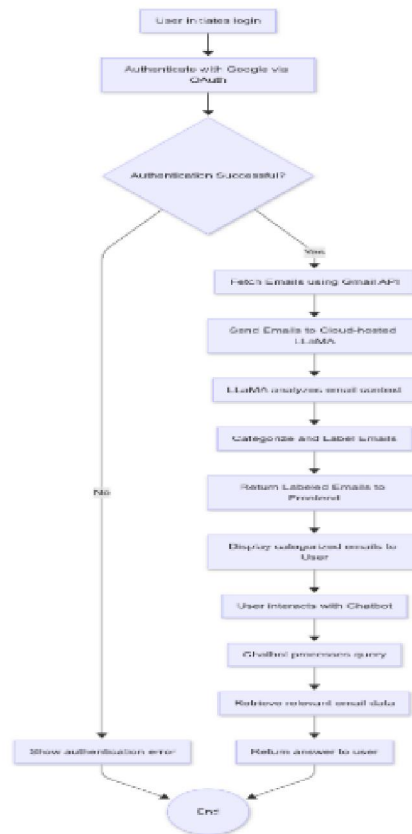 User initiates login
Authenticate with Google via
OAuth
Authentication Successful?
Yes
Fetch Emails using Gmail API
Send Emails to Cloud-hosted
LLaMA
LLaMA analyzes email content
Categorize and Label Emails
Return Labeled Emails to
Frontend
No
Display categorized emails to
User
User interacts with Chatbot
Chatbot processes query
Retrieve relevant email data
Show authentication error
Return answer to user
End